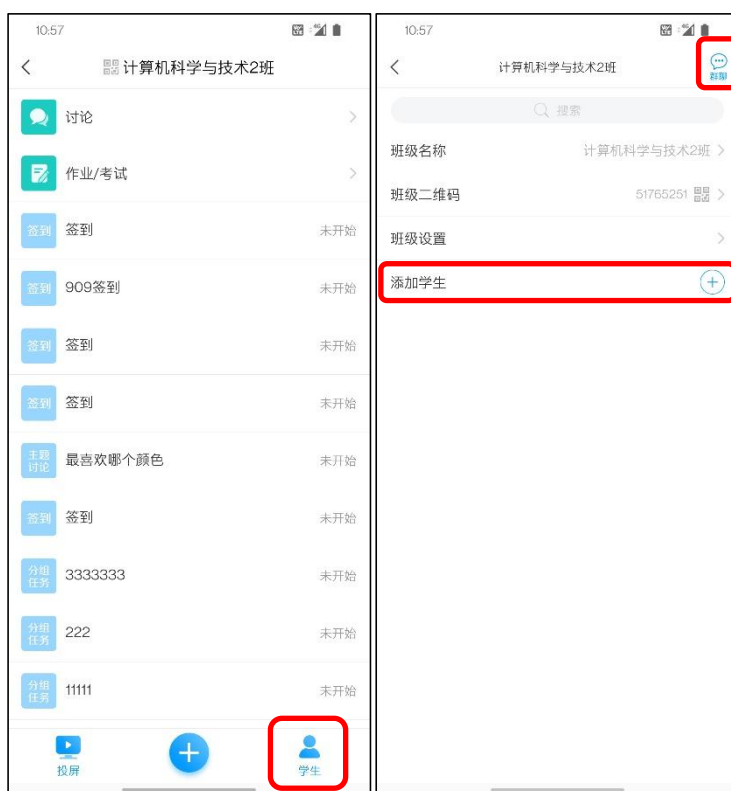 10:57
计算机科学与技术2班
讨论
作业/考试
签到 签到 未开始
签到 909签到 未开始
签到 签到 未开始
签到 签到 未开始
主题讨论 最喜欢哪个颜色 未开始
签到 签到 未开始
分组任务 3333333 未开始
分组任务 222 未开始
分组任务 11111 未开始
投屏 学生
10:57
计算机科学与技术2班 群聊
搜索
班级名称 计算机科学与技术2班
班级二维码 51765251
班级设置
添加学生